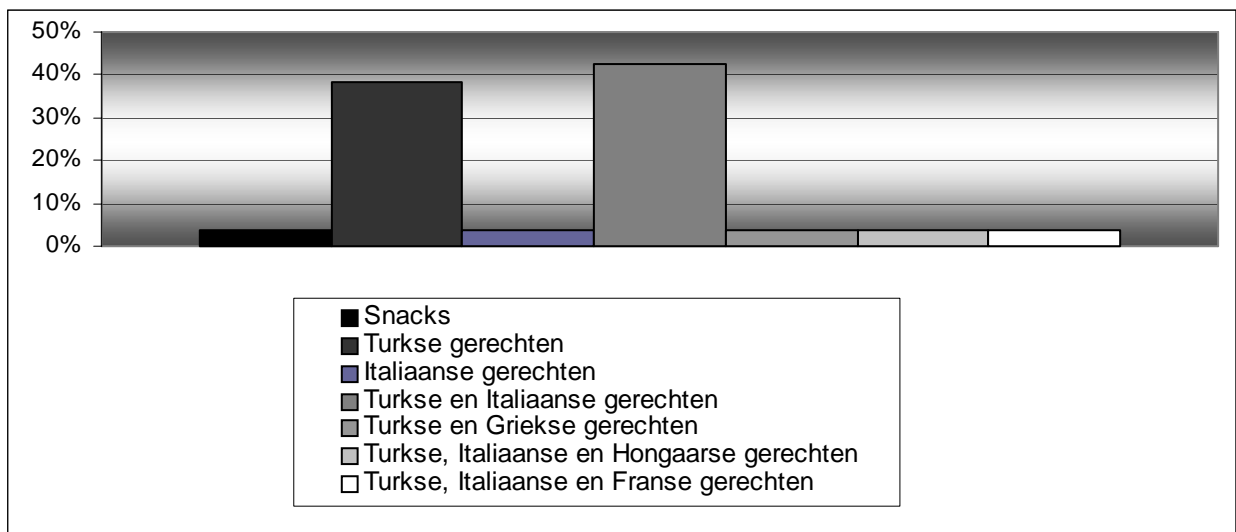 50%
40%
30%
20%
10%
0%
Snacks
Turkse gerechten
Italiaanse gerechten
Turkse en Italiaanse gerechten
Turkse en Griekse gerechten
Turkse, Italiaanse en Hongaarse gerechten
Turkse, Italiaanse en Franse gerechten